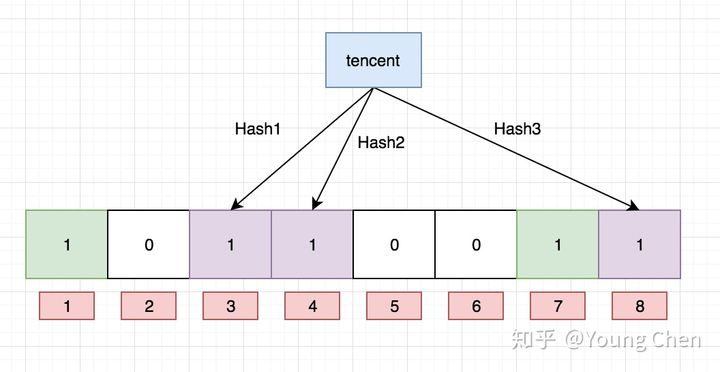 tencent
Hash1 Hash2 Hash3
1 0 1 1 0 0 1 1
1 2 3 4 5 6 7 8
知乎 @Young Chen